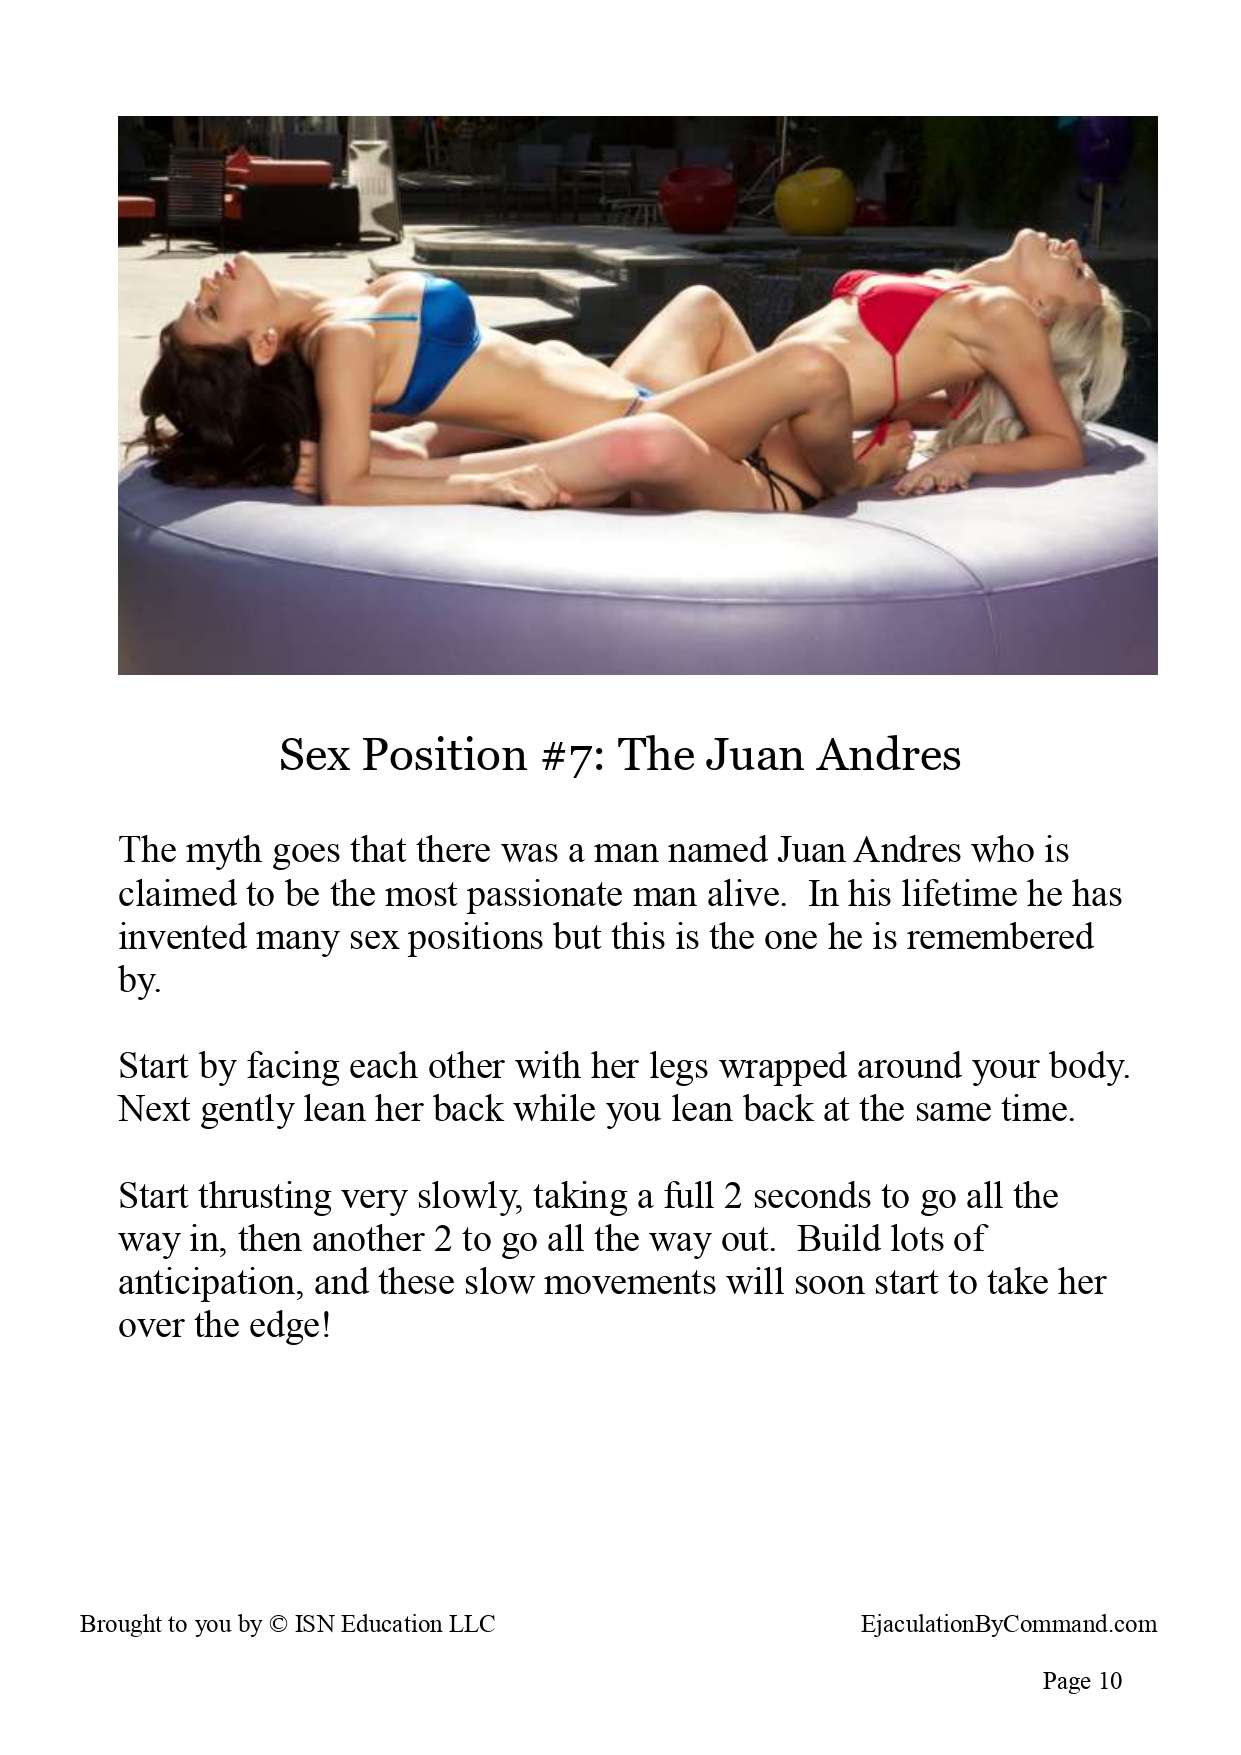 Sex Position #7: The Juan Andres
The myth goes that there was a man named Juan Andres who is
claimed to be the most passionate man alive.  In his lifetime he has
invented many sex positions but this is the one he is remembered
by.
Start by facing each other with her legs wrapped around your body.
Next gently lean her back while you lean back at the same time.
Start thrusting very slowly, taking a full 2 seconds to go all the
way in, then another 2 to go all the way out.  Build lots of
anticipation, and these slow movements will soon start to take her
over the edge!
Brought to you by © ISN Education LLC
EjaculationByCommand.com
Page 10